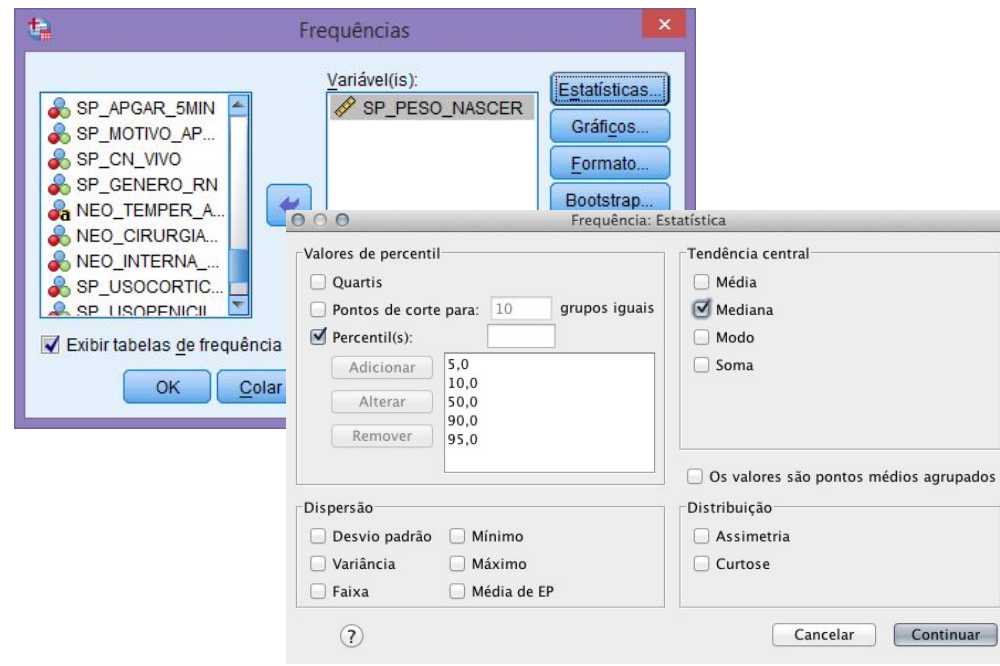 Frequências
Variável(is):
SP_APGAR_5MIN
SP_MOTIVO_AP...
SP_CN_VIVO
SP_GENERO_RN
NEO_TEMPER_A...
NEO_CIRURGIA...
NEO_INTERNA_...
SP_USOCORTIC...
SP_USOPENICIL
SP_PESO_NASCER
Estatísticas...
Gráficos...
Formato...
Bootstrap...
Exibir tabelas de frequência
OK
Colar
Frequência: Estatística
Valores de percentil
Quartis
Pontos de corte para: 10 grupos iguais
Percentil(s):
Adicionar
Alterar
Remover
5,0
10,0
50,0
90,0
95,0
Tendência central
Média
Mediana
Modo
Soma
Os valores são pontos médios agrupados
Dispersão
Desvio padrão Mínimo
Variância Máximo
Faixa Média de EP
Distribuição
Assimetria
Curtose
?
Cancelar
Continuar